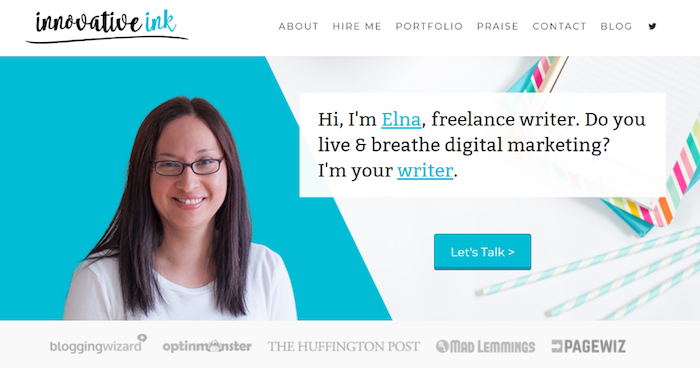 innovative ink
ABOUT HIRE ME PORTFOLIO PRAISE CONTACT BLOG
Hi, I'm Elna, freelance writer. Do you
live & breathe digital marketing?
I'm your writer.
Let's Talk >
bloggingwizard optinmonster THE HUFFINGTON POST MAD LEMMINGS PAGEWIZ